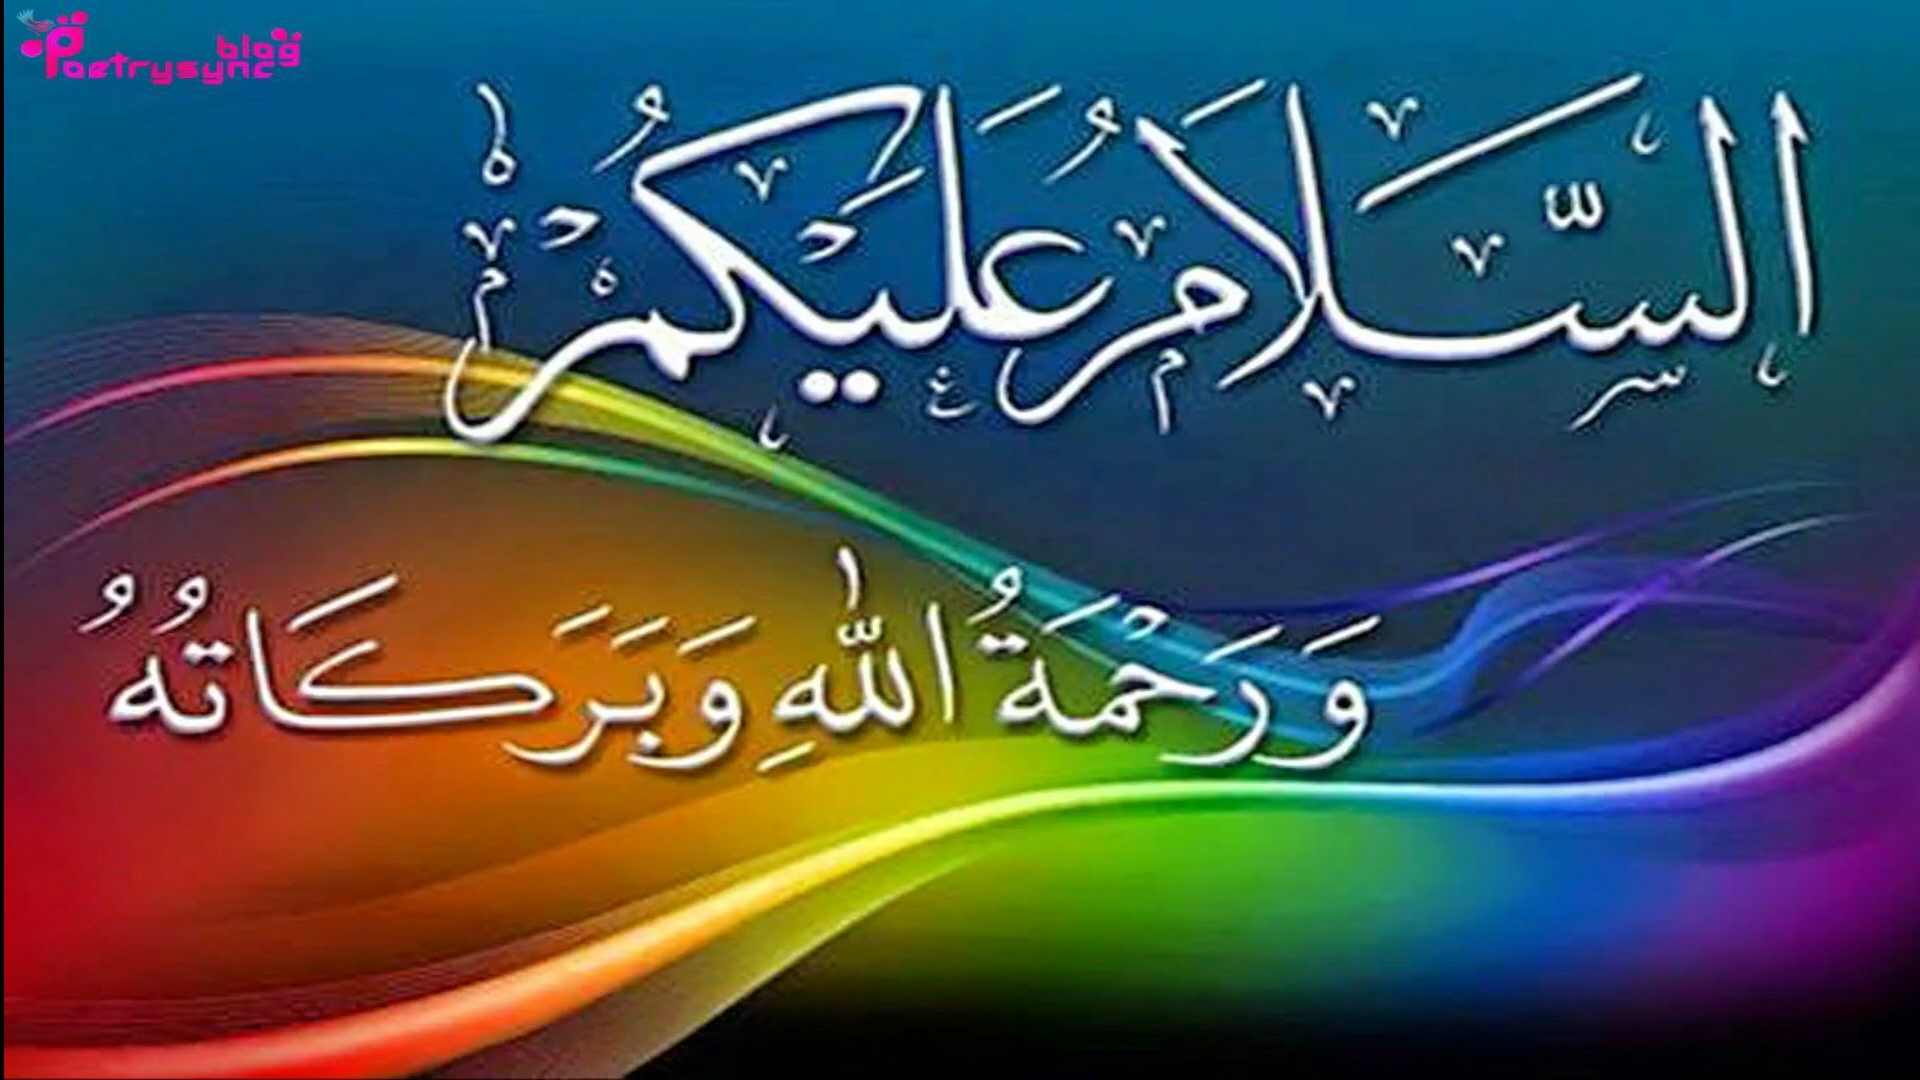 Poetrysync blog
السَّلَامُ عَلَيْكُمْ
وَرَحْمَةُ اللهِ وَبَرَكَاتُهُ